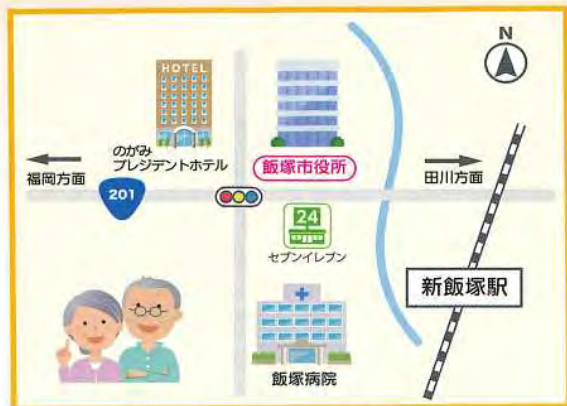 N
HOTEL
のがみ
プレジデントホテル
飯塚市役所
福岡方面
田川方面
201
24
セブンイレブン
新飯塚駅
飯塚病院